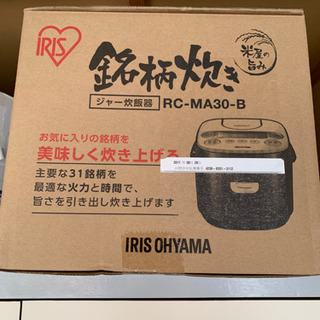 IRIS
銘柄炊き
米屋の旨み
ジャー炊飯器 RC-MA30-B
お気に入りの銘柄を
美味しく炊き上げる
主要な31銘柄を
最適な火力と時間で、
旨さを引き出し炊き上げます
IRIS OHYAMA